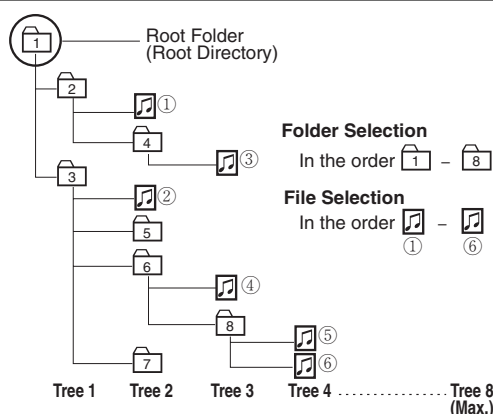 1
Root Folder
(Root Directory)
2
①
4
③
Folder Selection
In the order 1 – 8
3
②
File Selection
In the order –
① ⑥
5
6
④
8
⑤
⑥
7
Tree 1 Tree 2 Tree 3 Tree 4 ................ Tree 8
(Max.)